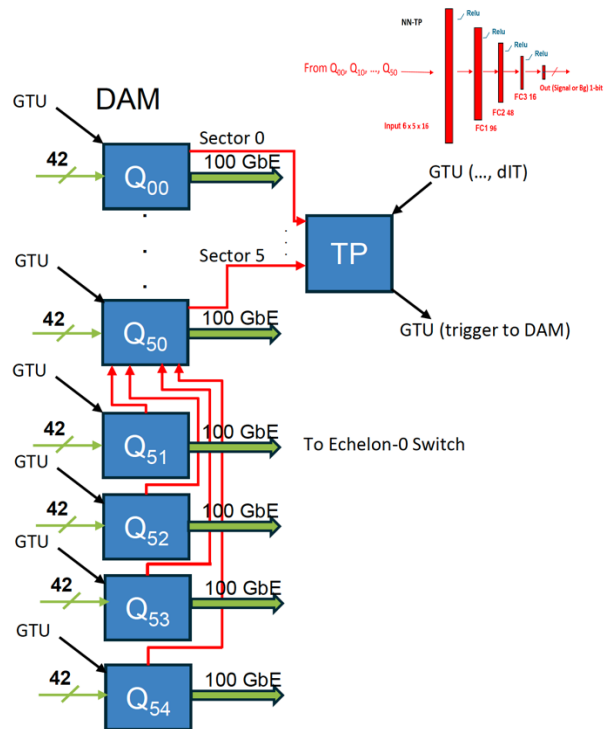 NN-TP
Relu
Relu
Relu
Relu
From Q00, Q10, ..., Q50
Input 6 x 5 x 16
FC1 96
FC2 48
FC3 16
Out (Signal or Bg) 1-bit
DAM
GTU
42
Q00
Sector 0
100 GbE
GTU (…, dIT)
TP
GTU (trigger to DAM)
GTU
42
Q50
Sector 5
100 GbE
GTU
42
Q51
100 GbE
To Echelon-0 Switch
GTU
42
Q52
100 GbE
GTU
42
Q53
100 GbE
GTU
42
Q54
100 GbE